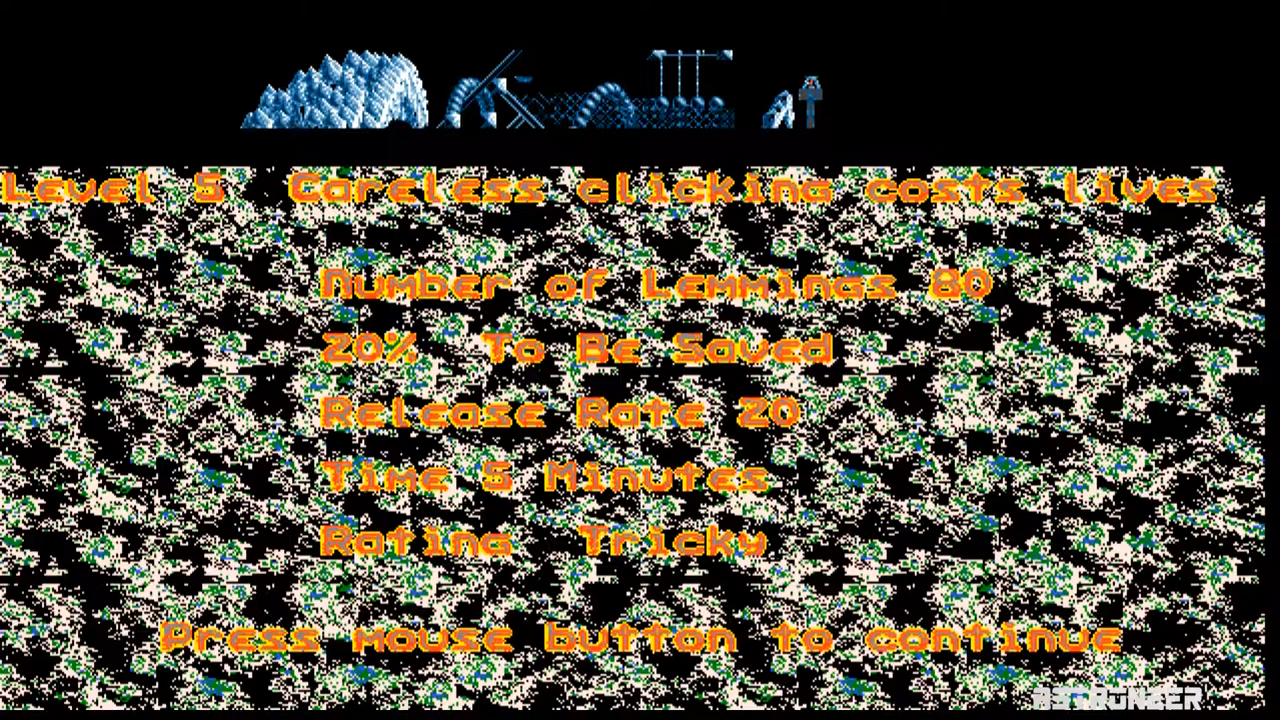 Level 5 Careless clicking costs lives
Number of Lemmings 80
20% To Be Saved
Release Rate 20
Time 5 Minutes
Rating Tricky
Press mouse button to continue
ASTRONEER